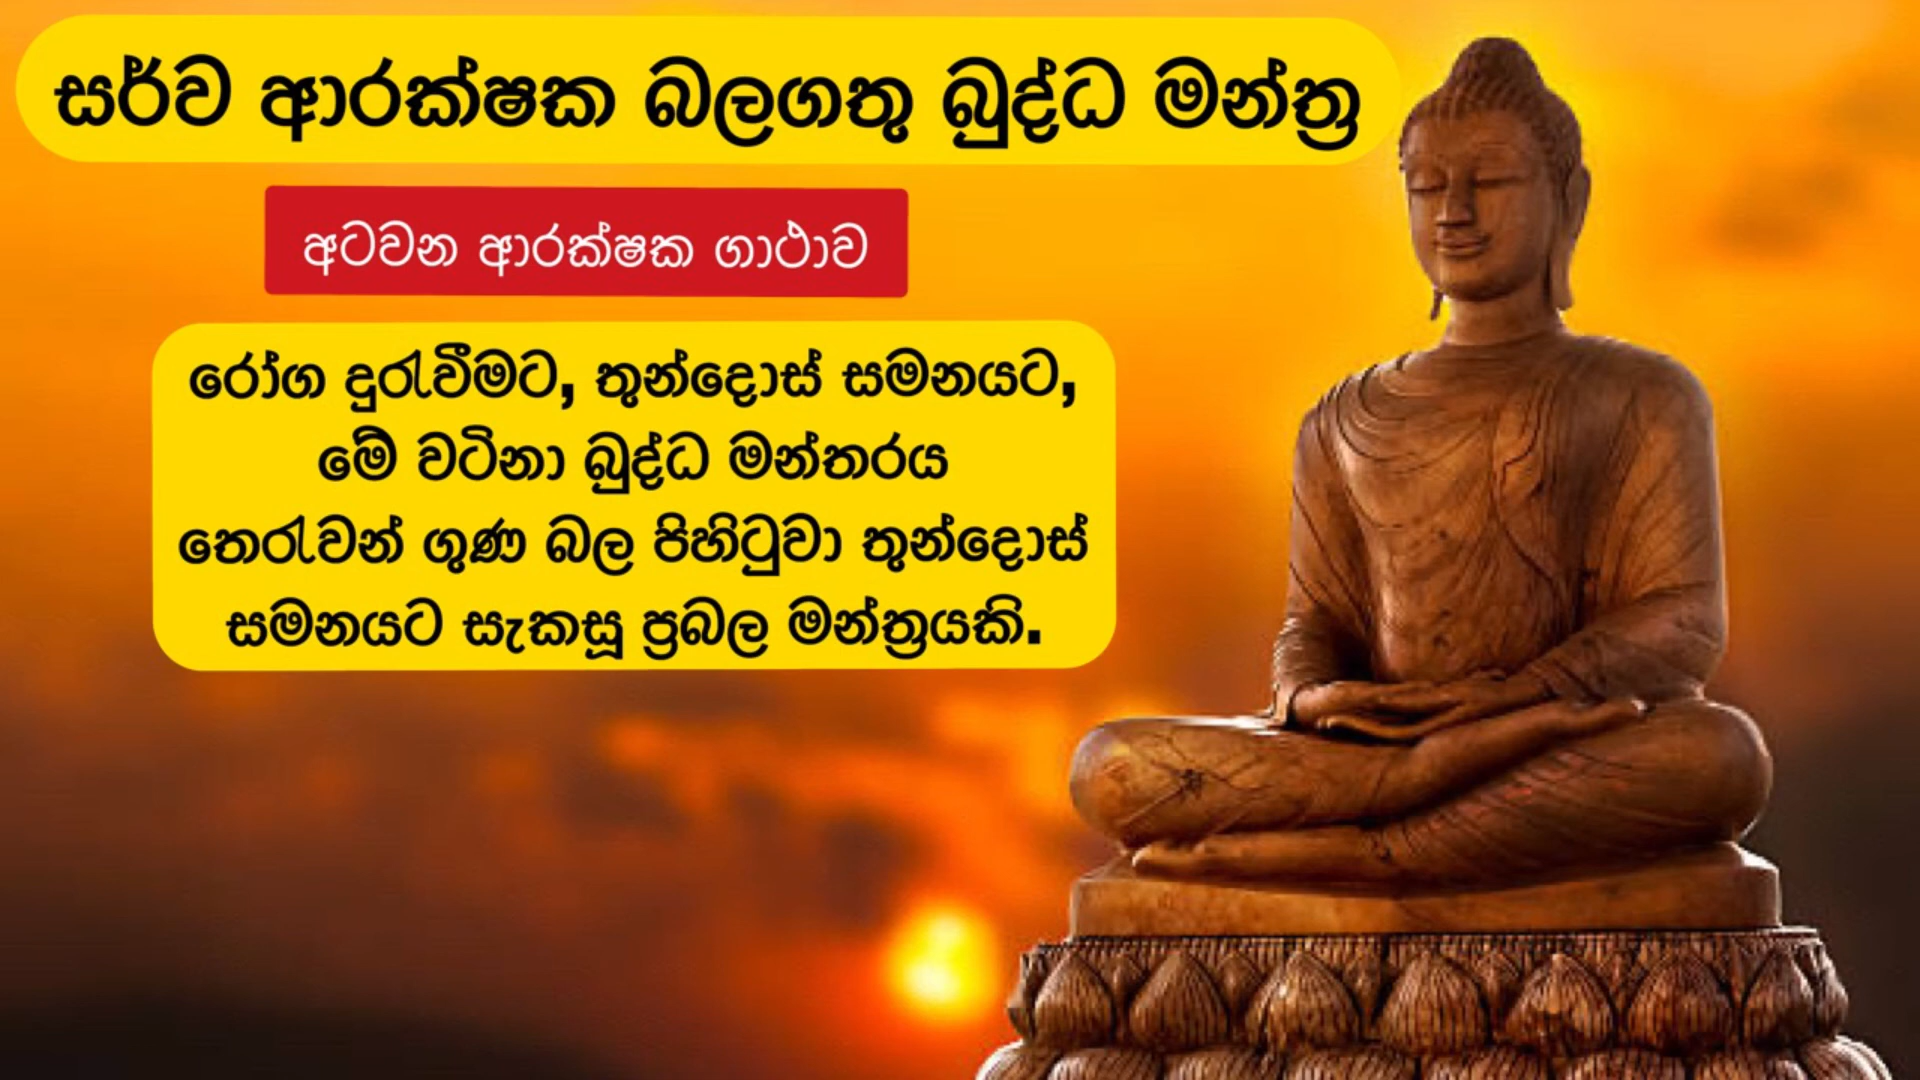 සර්ව ආරක්ෂක බලගතු බුද්ධ මන්ත්‍ර
අටවන ආරක්ෂක ගාථාව
රෝග දුරුවීමට, තුන්දොස් සමනයට,
මේ වටිනා බුද්ධ මන්තරය
තෙරුවන් ගුණ බල පිහිටුවා තුන්දොස්
සමනයට සැකසූ ප්‍රබල මන්ත්‍රයකි.